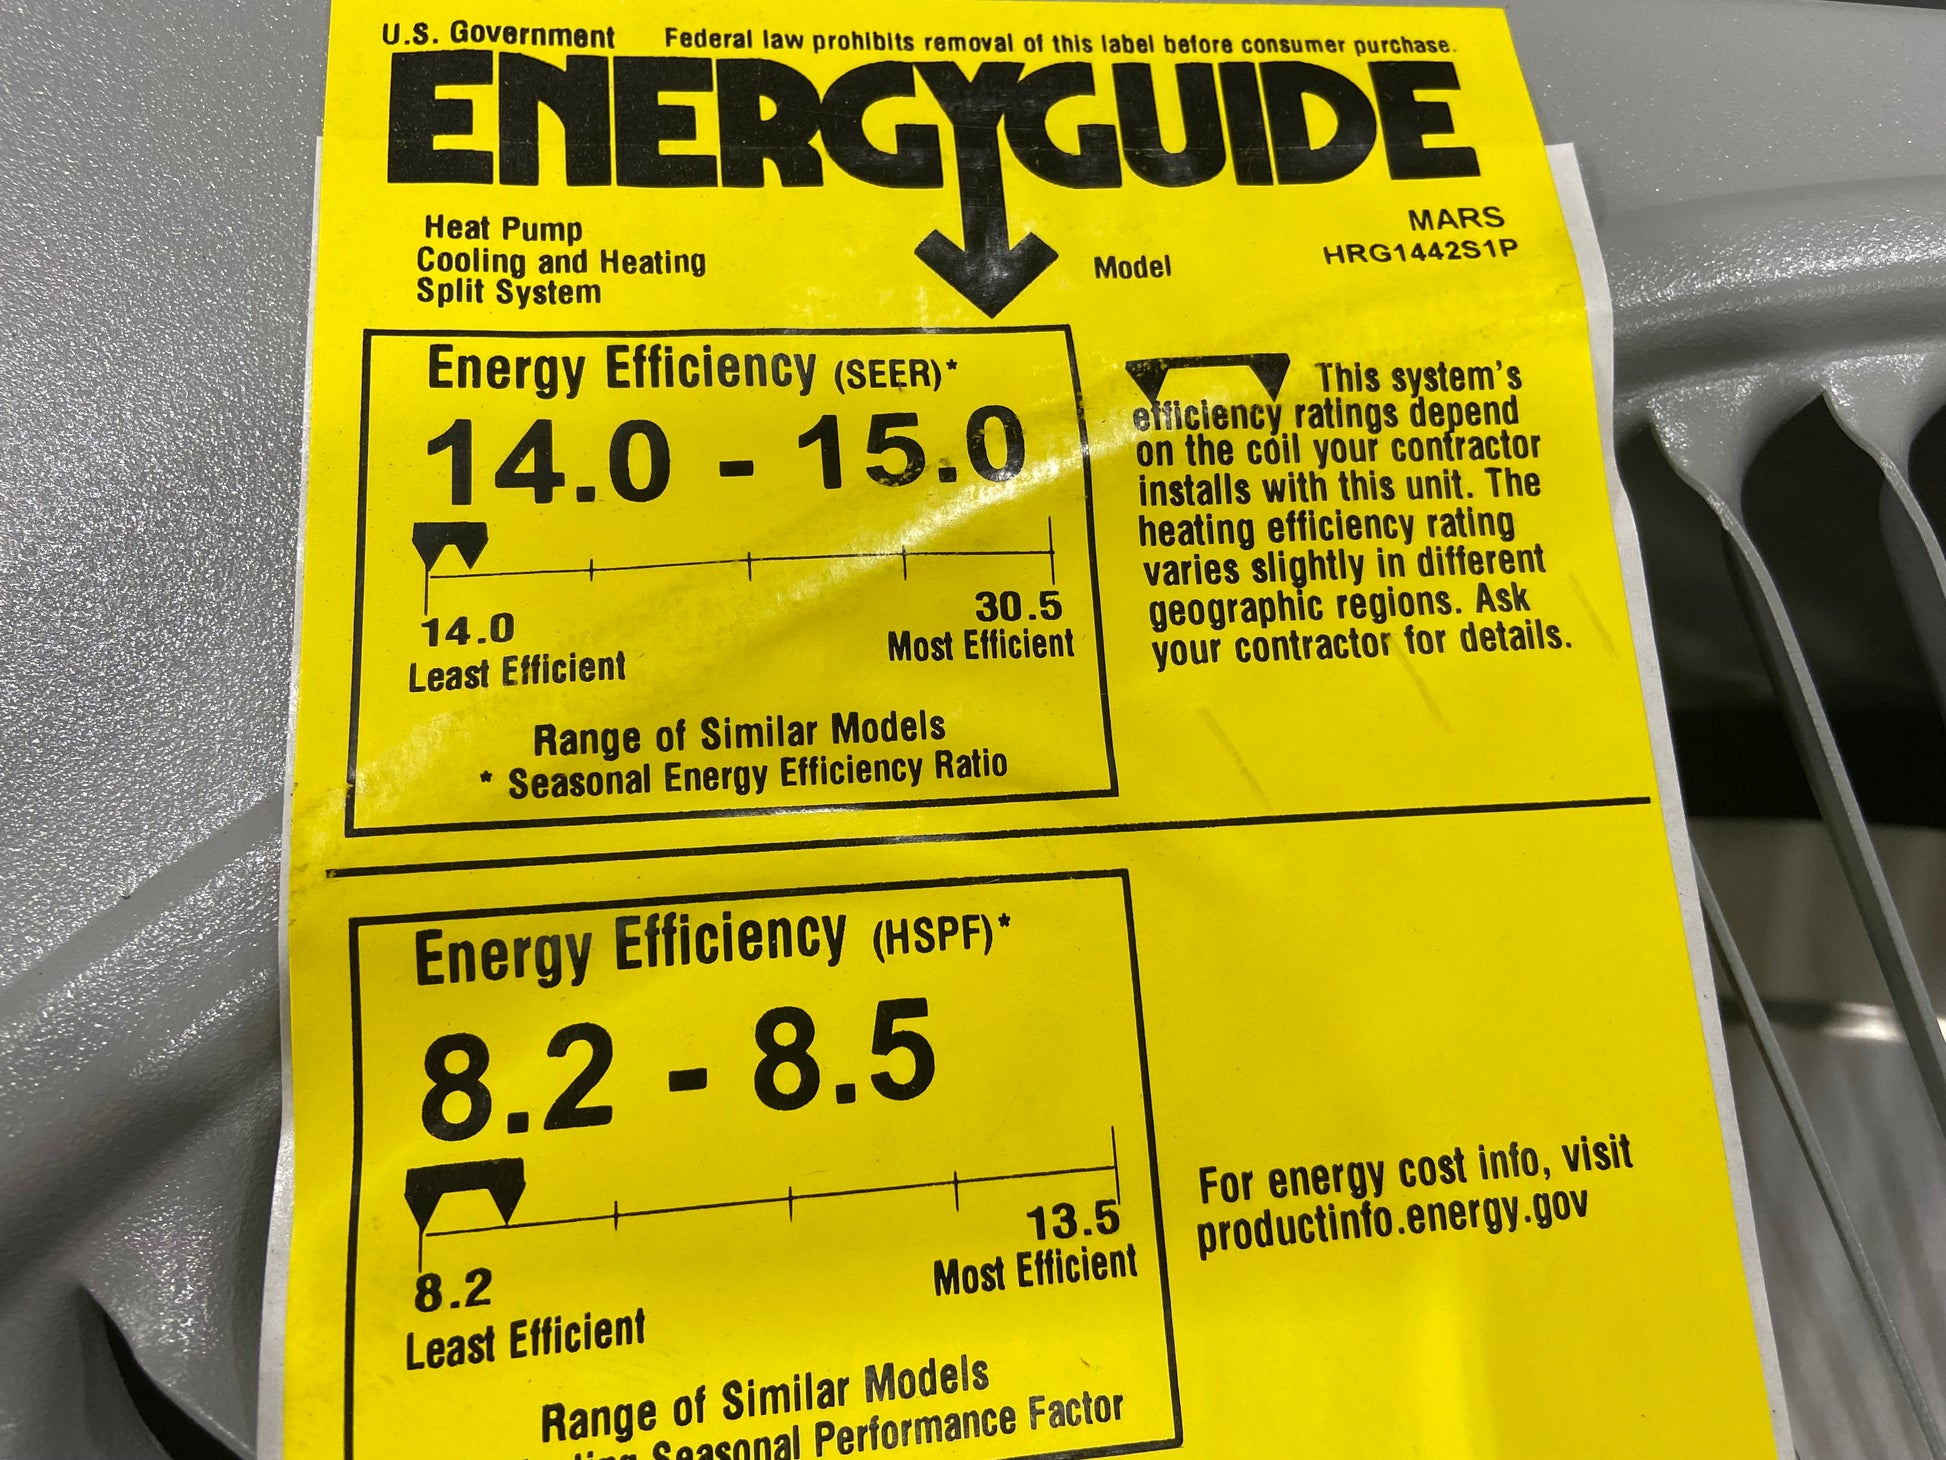 U.S. Government Federal law prohibits removal of this label before consumer purchase.
ENERGYGUIDE
Heat Pump
Cooling and Heating
Split System
Model
MARS
HRG1442S1P
Energy Efficiency (SEER)*
14.0 - 15.0
14.0
Least Efficient
30.5
Most Efficient
Range of Similar Models
* Seasonal Energy Efficiency Ratio
This system's
efficiency ratings depend
on the coil your contractor
installs with this unit. The
heating efficiency rating
varies slightly in different
geographic regions. Ask
your contractor for details.
Energy Efficiency (HSPF)*
8.2 - 8.5
8.2
Least Efficient
13.5
Most Efficient
Range of Similar Models
Seasonal Performance Factor
For energy cost info, visit
productinfo.energy.gov